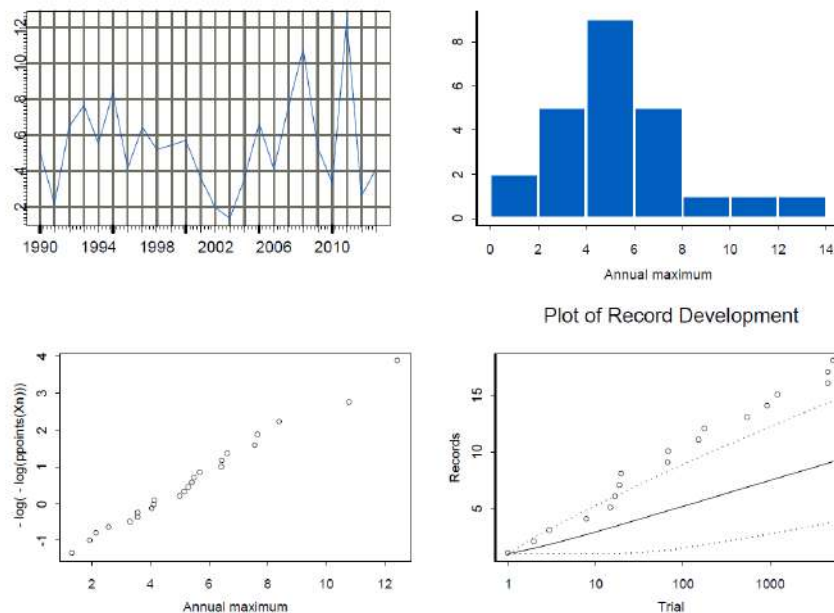 12
10
8
6
4
2
1990 1994 1998 2002 2006 2010
8
6
4
2
0
0 2 4 6 8 10 12 14
Annual maximum
Plot of Record Development
4
3
2
1
0
-1
- log( - log(ppoints(Xn)))
2 4 6 8 10 12
Annual maximum
15
10
5
Records
1 10 100 1000
Trial